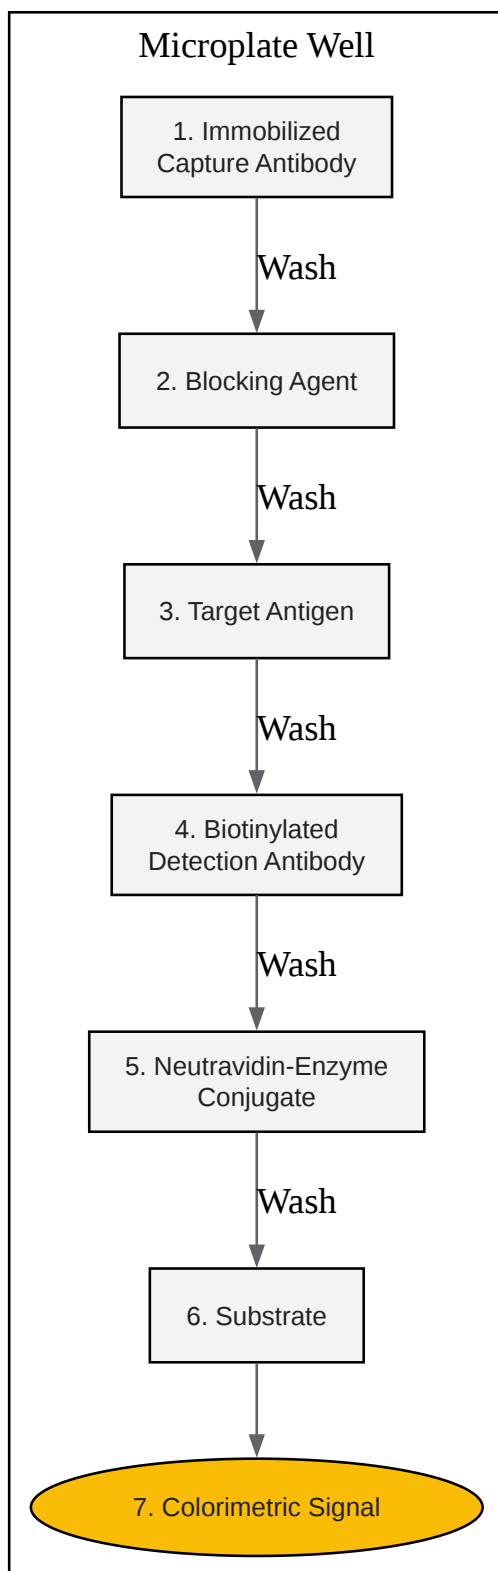 Microplate Well
1. Immobilized
Capture Antibody
Wash
2. Blocking Agent
Wash
3. Target Antigen
Wash
4. Biotinylated
Detection Antibody
Wash
5. Neutravidin-Enzyme
Conjugate
Wash
6. Substrate
7. Colorimetric Signal